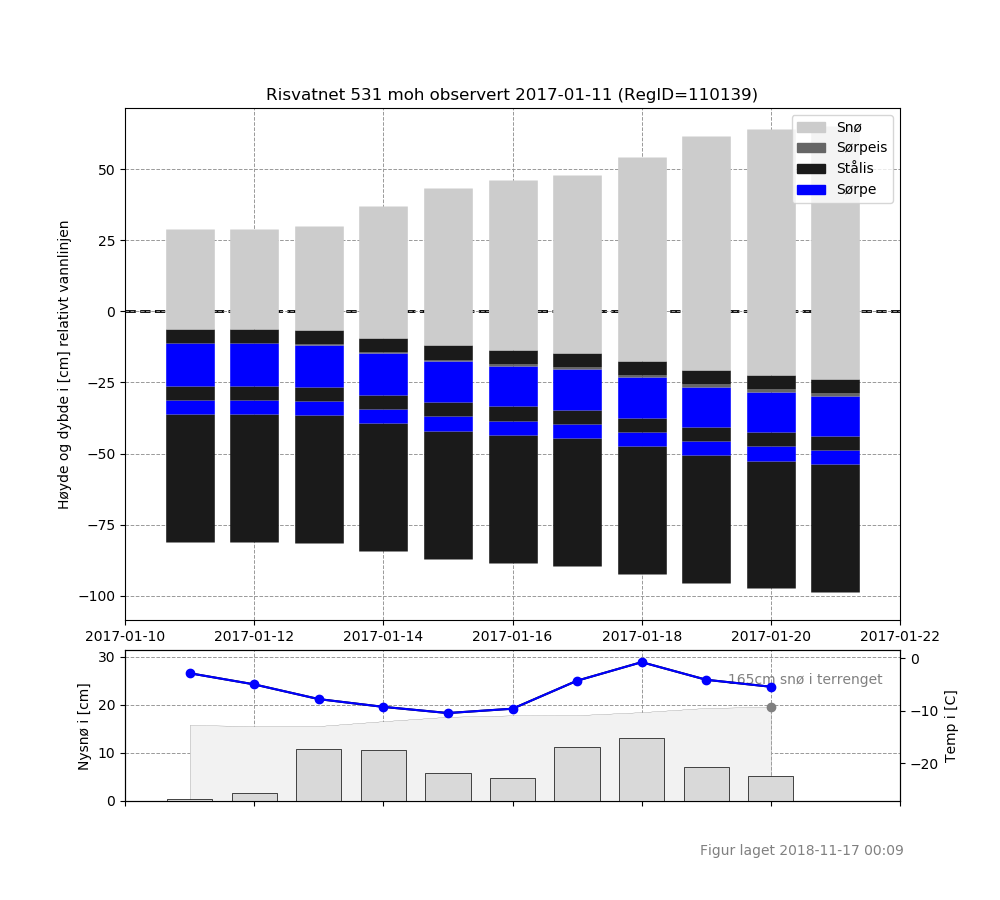 Risvatnet 531 moh observert 2017-01-11 (RegID=110139)
Snø
Sørpeis
Stålis
Sørpe
Høyde og dybde i [cm] relativt vannlinjen
50
25
0
−25
−50
−75
−100
2017-01-10 2017-01-12 2017-01-14 2017-01-16 2017-01-18 2017-01-20 2017-01-22
Nysnø i [cm]
30
20
10
0
165cm snø i terrenget
0
−10
−20
Temp i [C]
Figur laget 2018-11-17 00:09